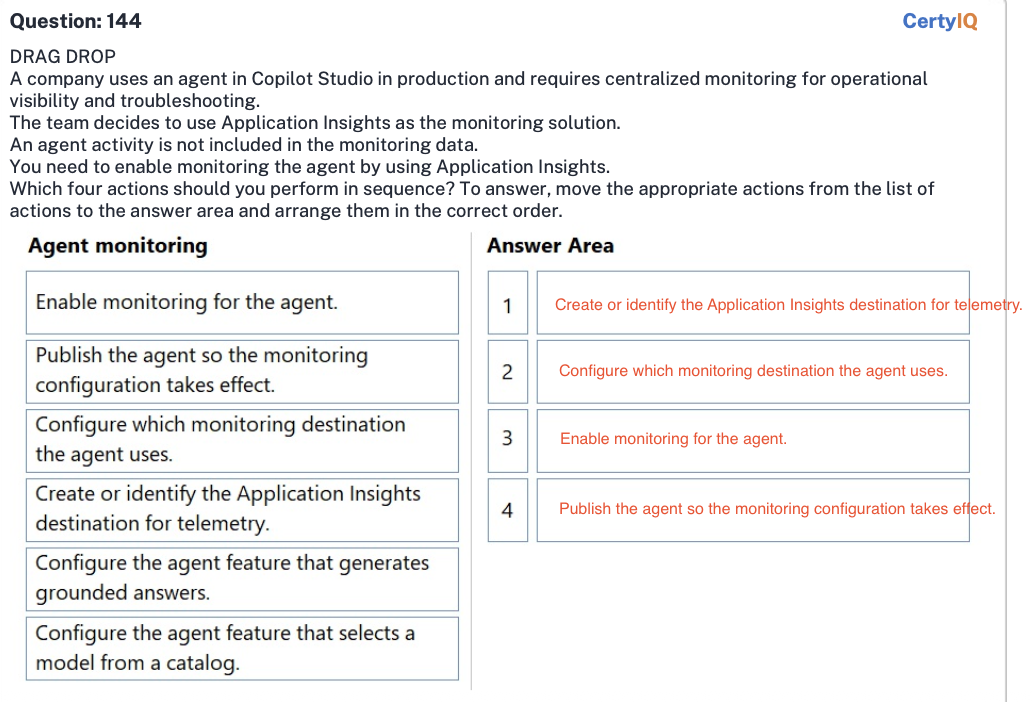 Question: 144
CertyIQ
DRAG DROP
A company uses an agent in Copilot Studio in production and requires centralized monitoring for operational
visibility and troubleshooting.
The team decides to use Application Insights as the monitoring solution.
An agent activity is not included in the monitoring data.
You need to enable monitoring the agent by using Application Insights.
Which four actions should you perform in sequence? To answer, move the appropriate actions from the list of
actions to the answer area and arrange them in the correct order.
Agent monitoring
Enable monitoring for the agent.
Publish the agent so the monitoring
configuration takes effect.
Configure which monitoring destination
the agent uses.
Create or identify the Application Insights
destination for telemetry.
Configure the agent feature that generates
grounded answers.
Configure the agent feature that selects a
model from a catalog.
Answer Area
1 Create or identify the Application Insights destination for telemetry.
2 Configure which monitoring destination the agent uses.
3 Enable monitoring for the agent.
4 Publish the agent so the monitoring configuration takes effect.